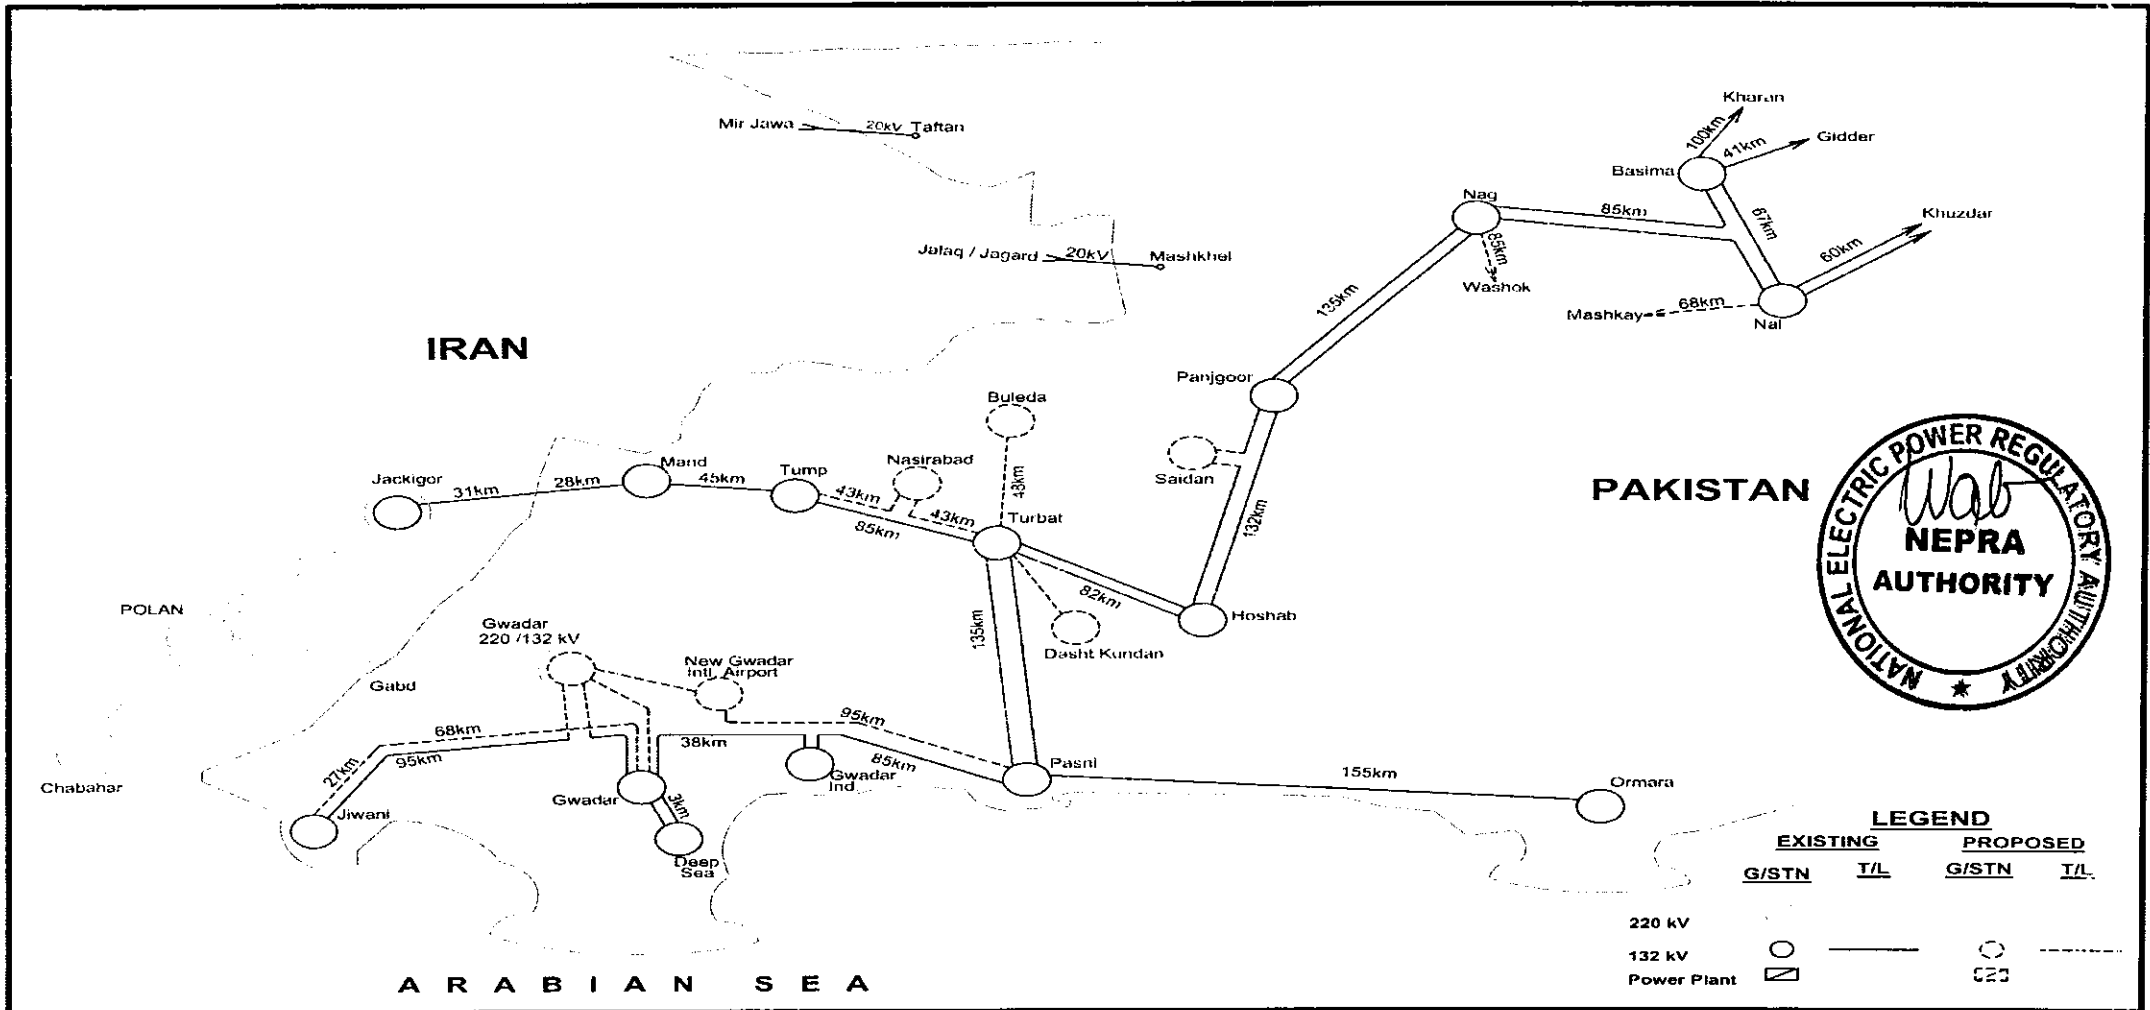 Kharan
100km
Mir Jawa
20kV
Taftan
41km
Gidder
Basima
Nag
85km
67km
Khuzdar
60km
Jalaq / Jagard
20kV
Mashkhel
85km
Washok
Mashkay
68km
Nal
135km
IRAN
Panjgoor
Buleda
Jackigor
31km
28km
Mand
45km
Tump
43km
Nasirabad
43km
85km
48km
Turbat
Saidan
132km
PAKISTAN
NATIONAL ELECTRIC POWER REGULATORY AUTHORITY
NEPRA
AUTHORITY
82km
Hoshab
POLAN
Gwadar
220 /132 kV
New Gwadar
Intl. Airport
135km
Dasht Kundan
Gabd
68km
27km
95km
38km
95km
85km
Pasni
155km
Ormara
Chabahar
Jiwani
Gwadar
3km
Deep
Sea
Gwadar
Ind
LEGEND
EXISTING PROPOSED
G/STN T/L G/STN T/L
220 kV
132 kV
Power Plant
ARABIAN SEA